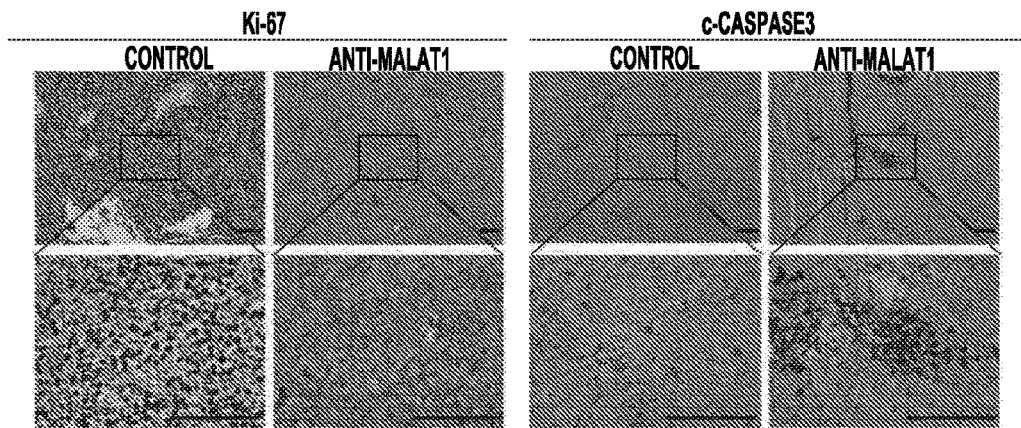 Ki-67 c-CASPASE3
CONTROL ANTI-MALAT1 CONTROL ANTI-MALAT1